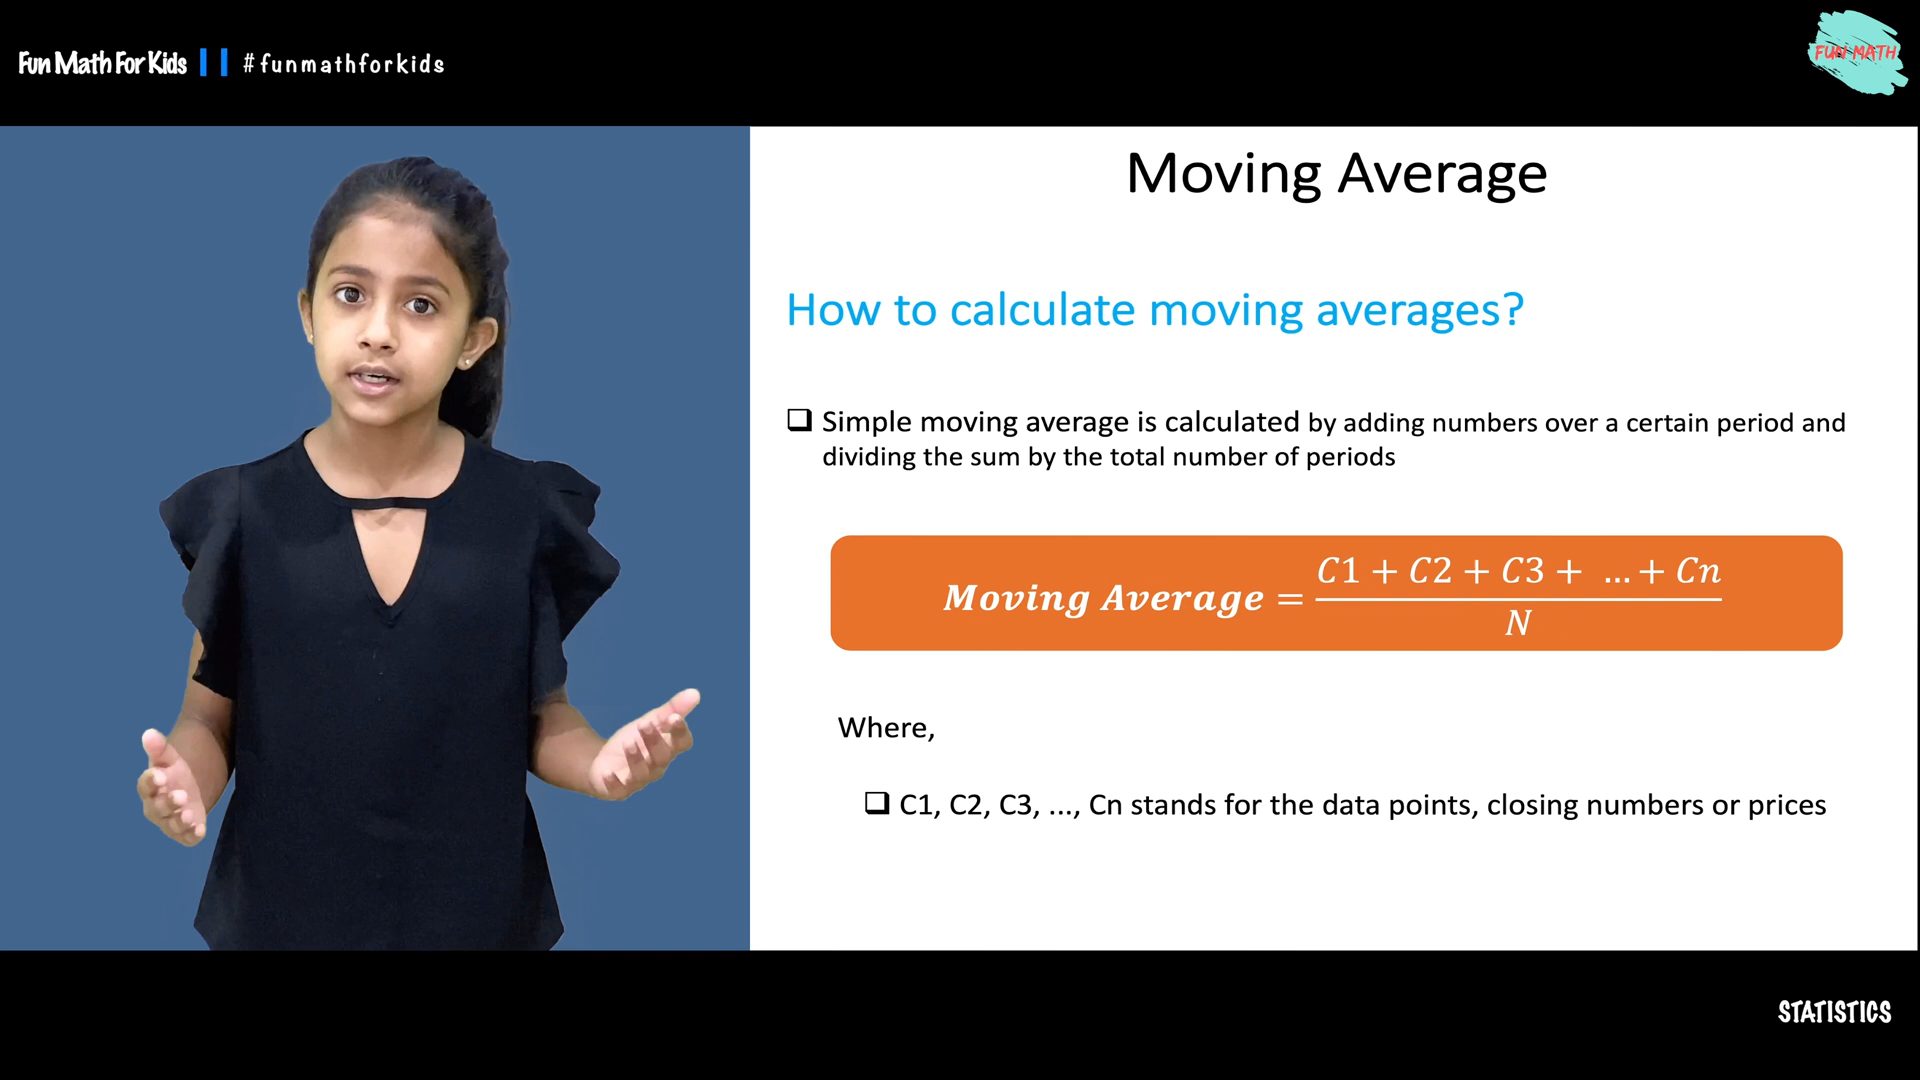 Fun Math For Kids || #funmathforkids
FUN MATH
Moving Average
How to calculate moving averages?
❑ Simple moving average is calculated by adding numbers over a certain period and
dividing the sum by the total number of periods
Moving Average = (C1 + C2 + C3 + ... + Cn) / N
Where,
❑ C1, C2, C3, ..., Cn stands for the data points, closing numbers or prices
STATISTICS